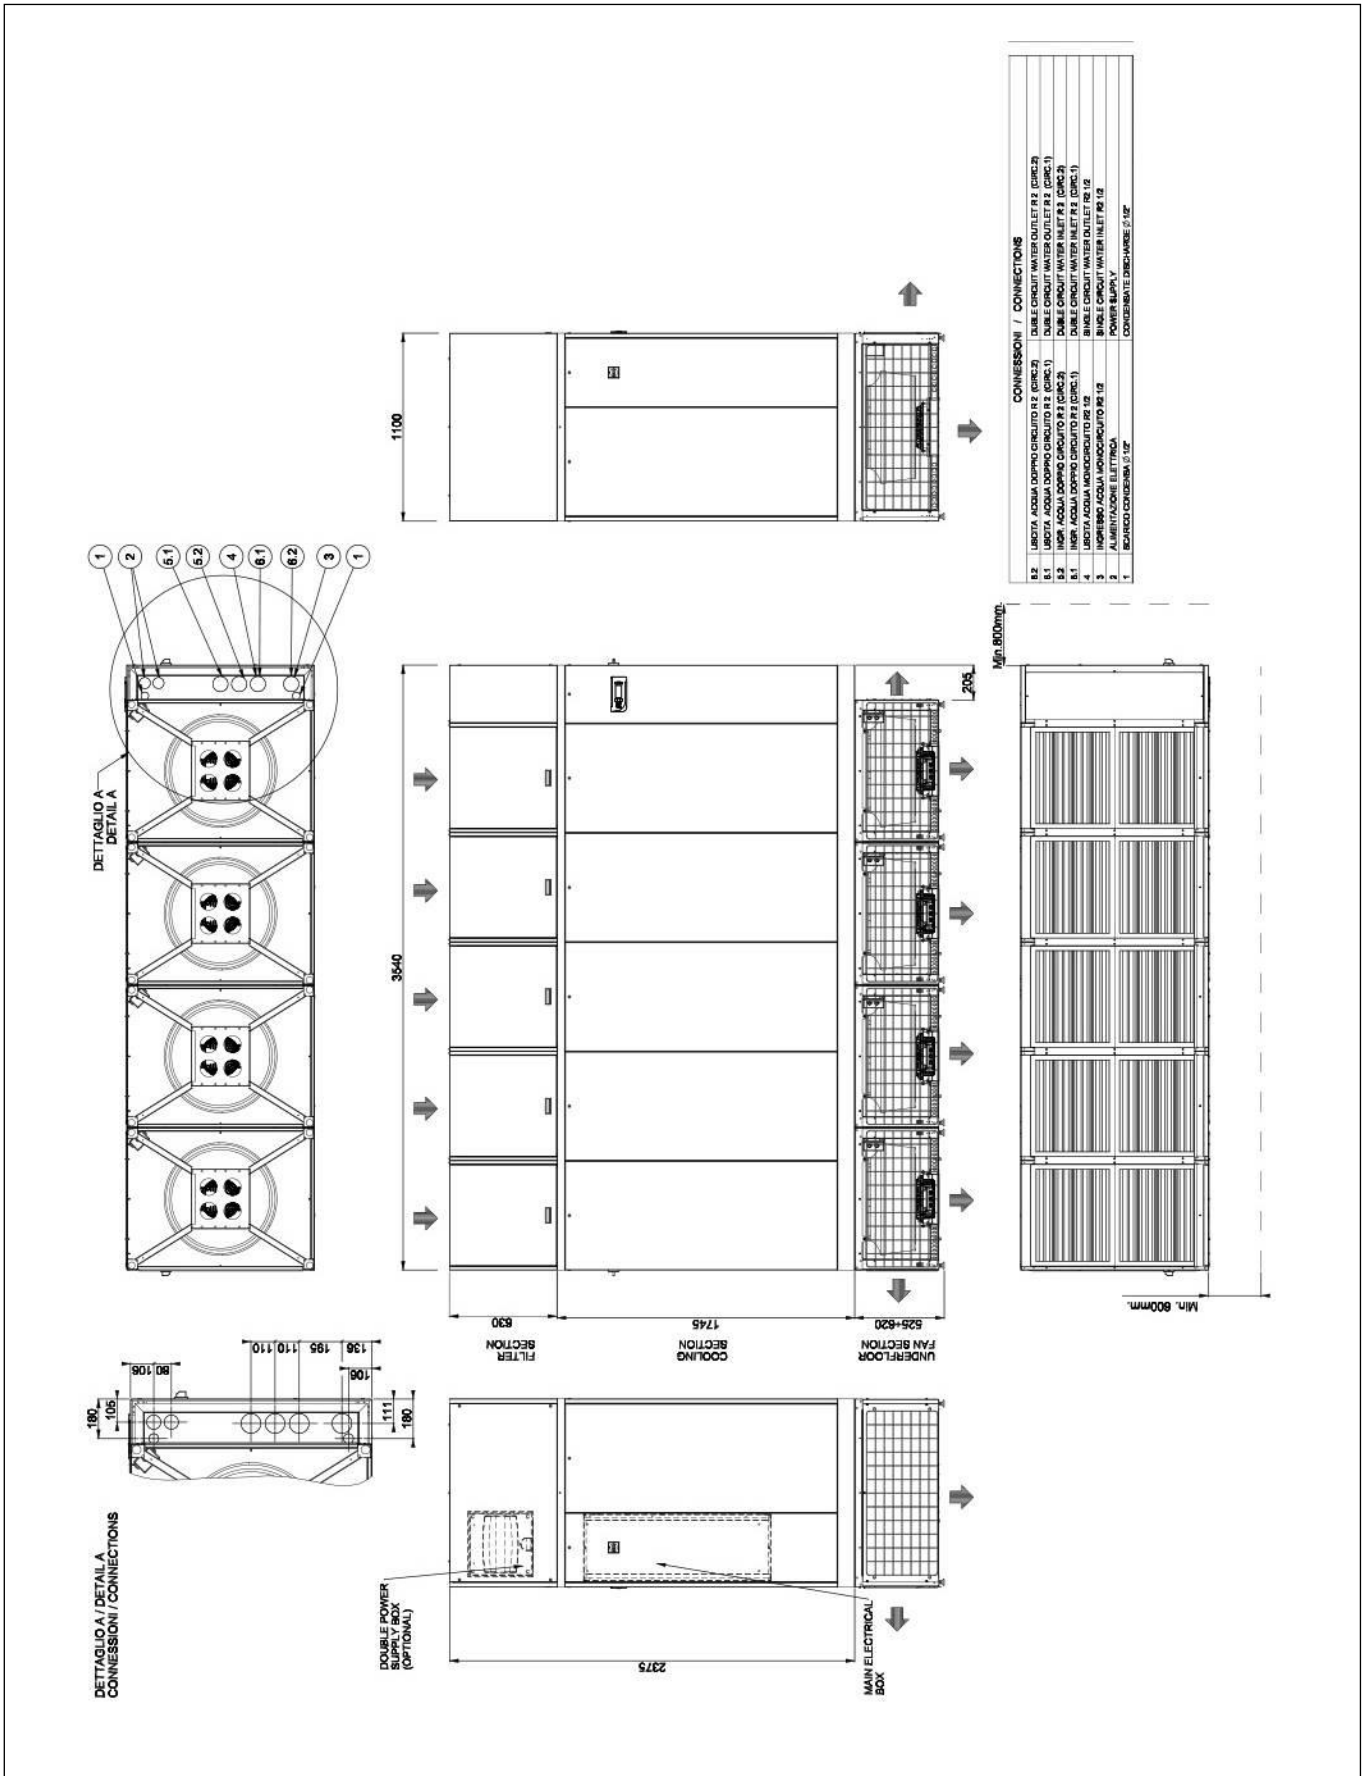 DETTAGLIO A
DETAIL A
1
2
5.1
5.2
4
6.1
6.2
3
1
1100
3540
205
Min.800mm.
Min. 600mm.
630
FILTER
SECTION
1745
COOLING
SECTION
525÷620
UNDERFLOOR
FAN SECTION
DETTAGLIO A / DETAIL A
CONNESSIONI / CONNECTIONS
180
105
106
80
110
110
195
136
106
111
180
DOUBLE POWER
SUPPLY BOX
(OPTIONAL)
2375
MAIN ELECTRICAL
BOX
CONNESSIONI / CONNECTIONS
6.2 USCITA ACQUA DOPPIO CIRCUITO R 2 (CIRC.2) DUBLE CIRCUIT WATER OUTLET R 2 (CIRC.2)
6.1 USCITA ACQUA DOPPIO CIRCUITO R 2 (CIRC.1) DUBLE CIRCUIT WATER OUTLET R 2 (CIRC.1)
5.2 INGR. ACQUA DOPPIO CIRCUITO R 2 (CIRC.2) DUBLE CIRCUIT WATER INLET R 2 (CIRC.2)
5.1 INGR. ACQUA DOPPIO CIRCUITO R 2 (CIRC.1) DUBLE CIRCUIT WATER INLET R 2 (CIRC.1)
4 USCITA ACQUA MONOCIRCUITO R2 1/2 SINGLE CIRCUIT WATER OUTLET R2 1/2
3 INGRESSO ACQUA MONOCIRCUITO R2 1/2 SINGLE CIRCUIT WATER INLET R2 1/2
2 ALIMENTAZIONE ELETTRICA POWER SUPPLY
1 SCARICO CONDENSA Ø 1/2" CONDENSATE DISCHARGE Ø 1/2"